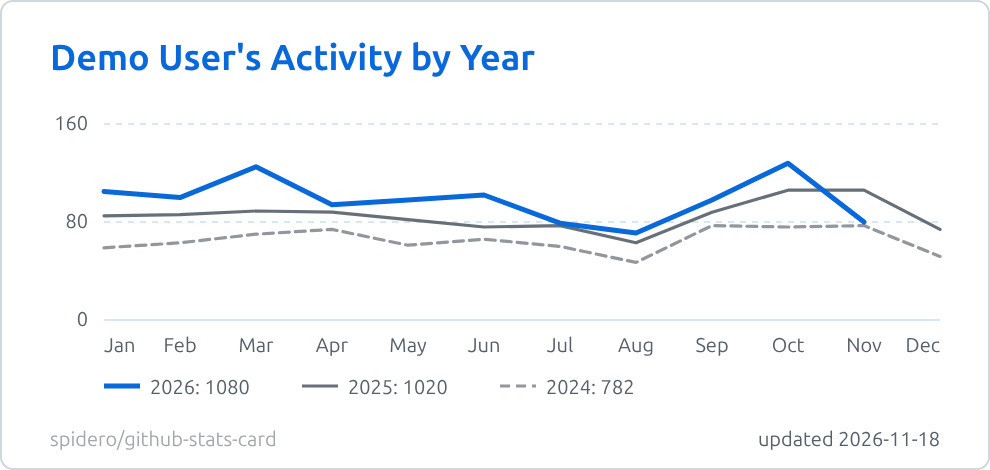 Demo User's Activity by Year
160
80
0
Jan Feb Mar Apr May Jun Jul Aug Sep Oct Nov Dec
2026: 1080 2025: 1020 2024: 782
spidero/github-stats-card updated 2026-11-18